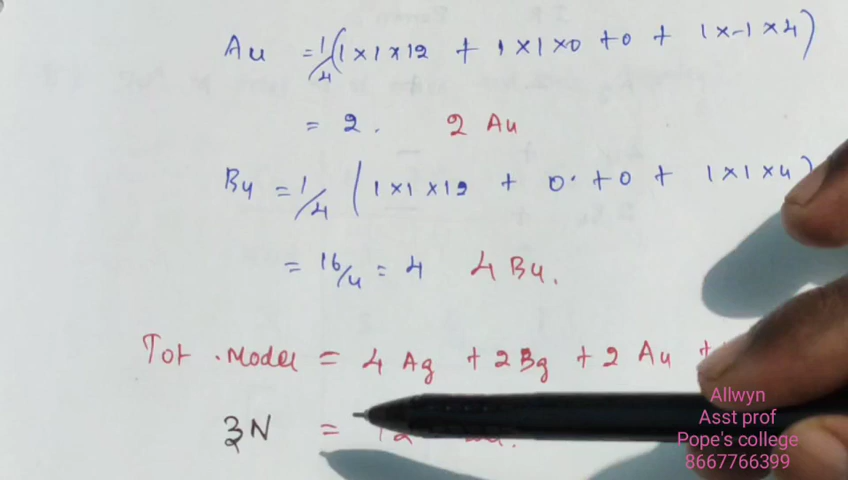 Au = 1/4 (1 x 1 x 12 + 1 x 1 x 0 + 0 + 1 x -1 x 4)
= 2. 2 Au
Bu = 1/4 (1 x 1 x 12 + 0. + 0 + 1 x 1 x 4)
= 16/4 = 4 4 Bu.
Tot . Modes = 4 Ag + 2 Bg + 2 Au +
3N = 12
Allwyn
Asst prof
Pope's college
8667766399